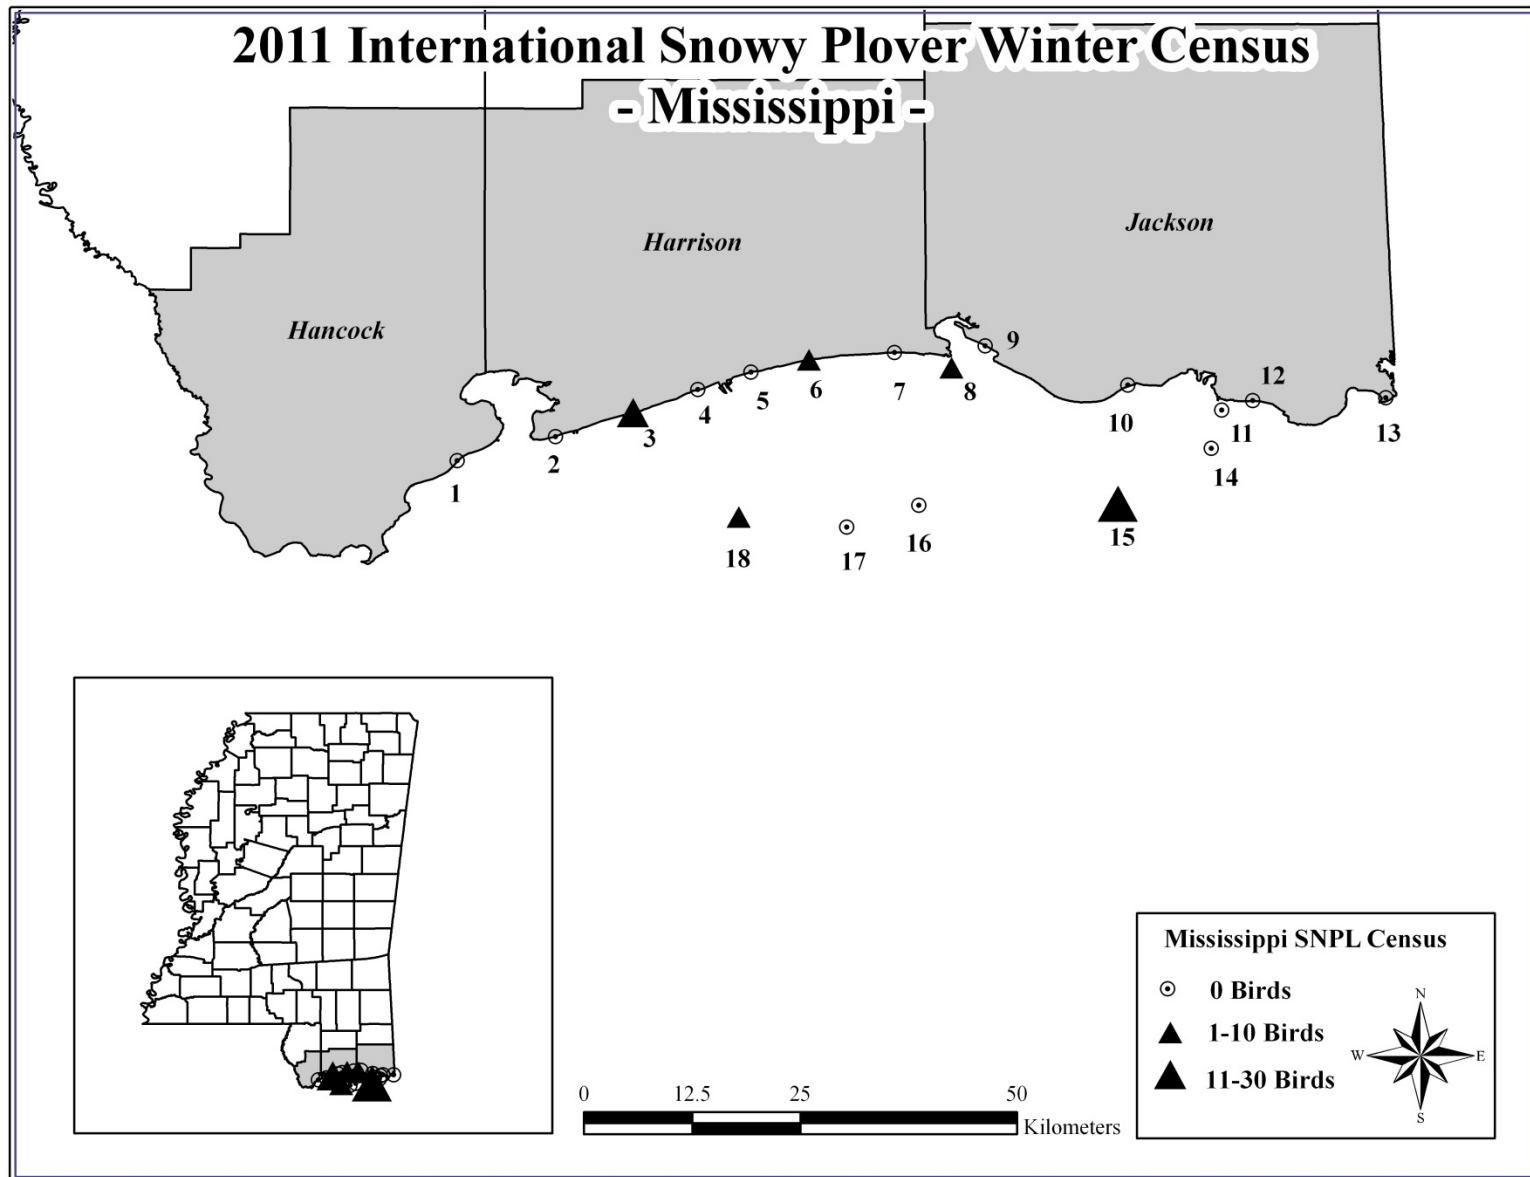 2011 International Snowy Plover Winter Census
- Mississippi -
Jackson
Harrison
Hancock
9
6
7
8
12
5
4
10
3
11
13
2
1
14
15
16
18
17
Mississippi SNPL Census
0 Birds
1-10 Birds
11-30 Birds
N
W
E
S
0
12.5
25
50
Kilometers